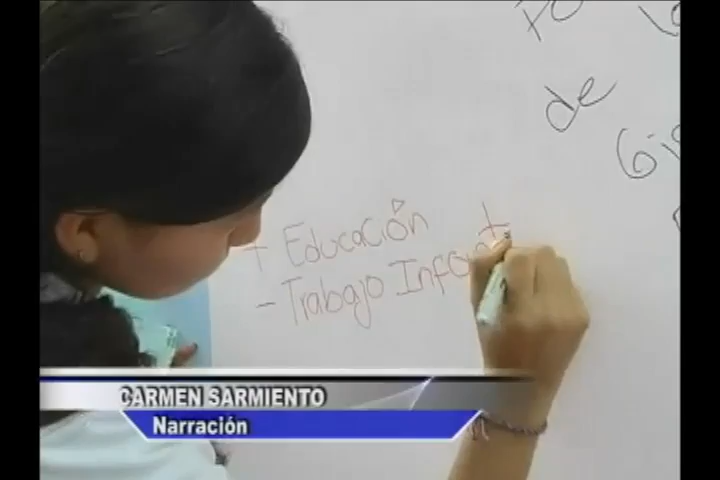 de
+ Educación
- Trabajo Infant
CARMEN SARMIENTO
Narración